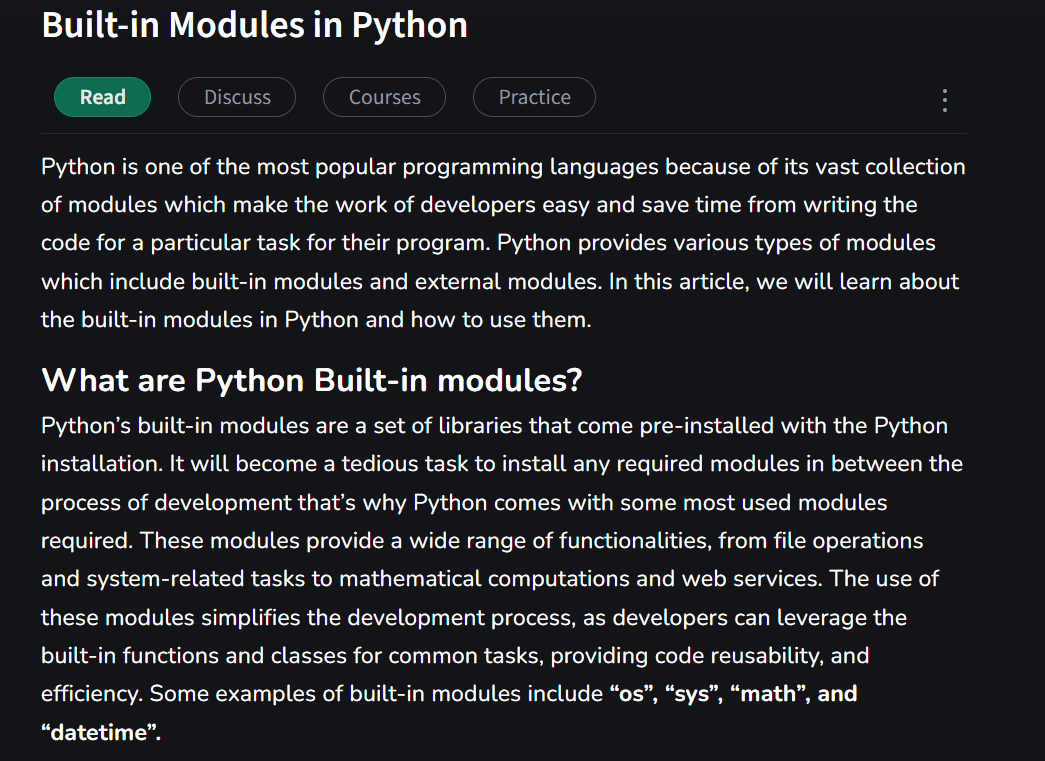 Built-in Modules in Python
Read Discuss Courses Practice
Python is one of the most popular programming languages because of its vast collection
of modules which make the work of developers easy and save time from writing the
code for a particular task for their program. Python provides various types of modules
which include built-in modules and external modules. In this article, we will learn about
the built-in modules in Python and how to use them.
What are Python Built-in modules?
Python’s built-in modules are a set of libraries that come pre-installed with the Python
installation. It will become a tedious task to install any required modules in between the
process of development that’s why Python comes with some most used modules
required. These modules provide a wide range of functionalities, from file operations
and system-related tasks to mathematical computations and web services. The use of
these modules simplifies the development process, as developers can leverage the
built-in functions and classes for common tasks, providing code reusability, and
efficiency. Some examples of built-in modules include “os”, “sys”, “math”, and
“datetime”.